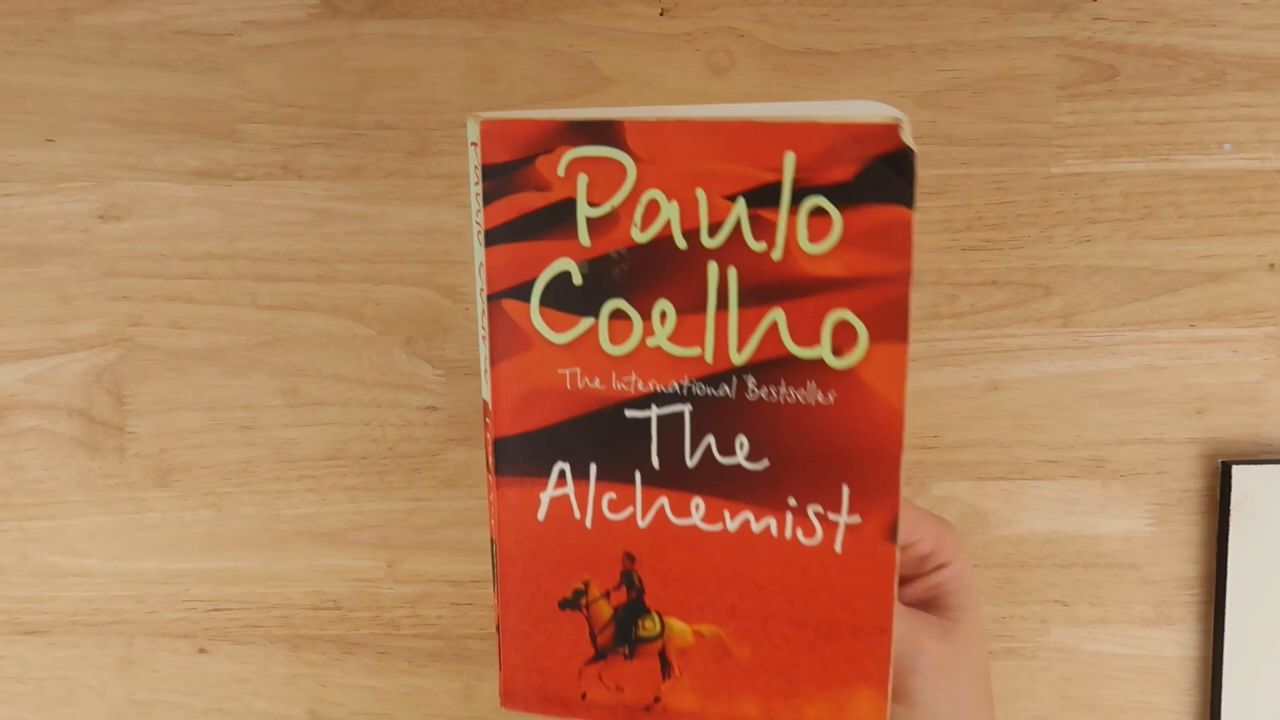 Paulo
Coelho
The International Bestseller
The
Alchemist